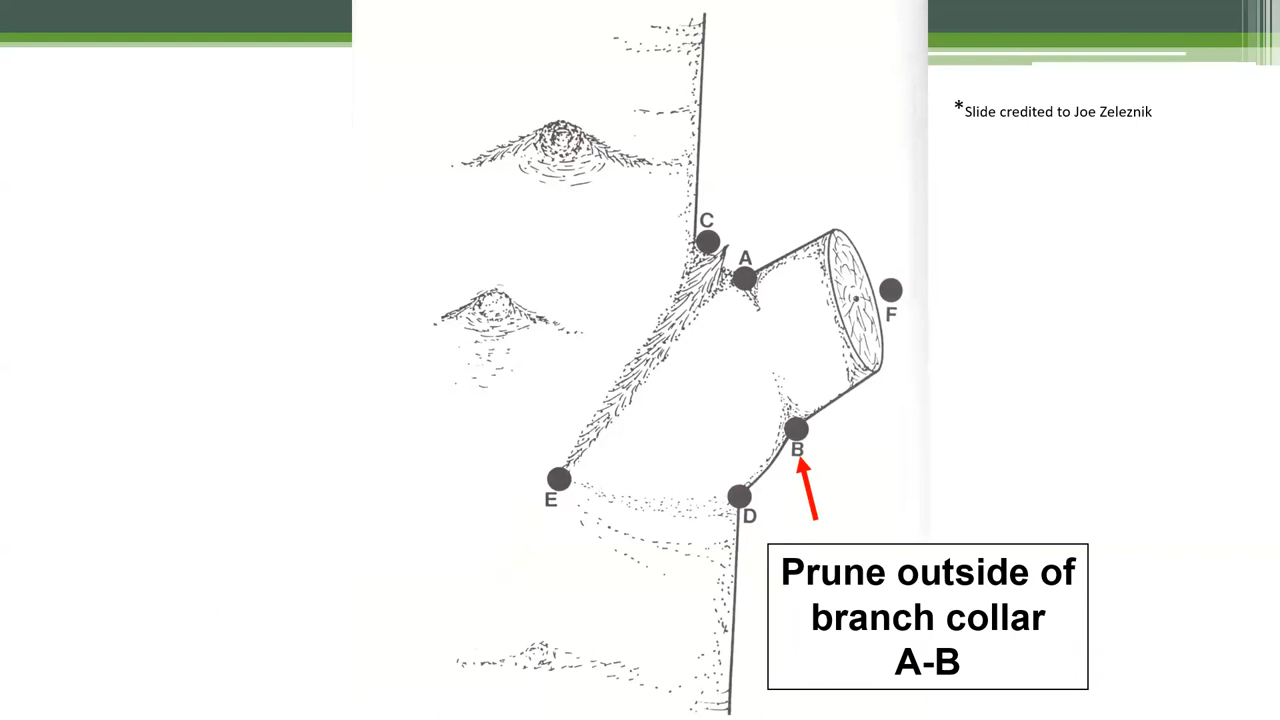 *Slide credited to Joe Zeleznik
C
A
F
B
E
D
Prune outside of
branch collar
A-B